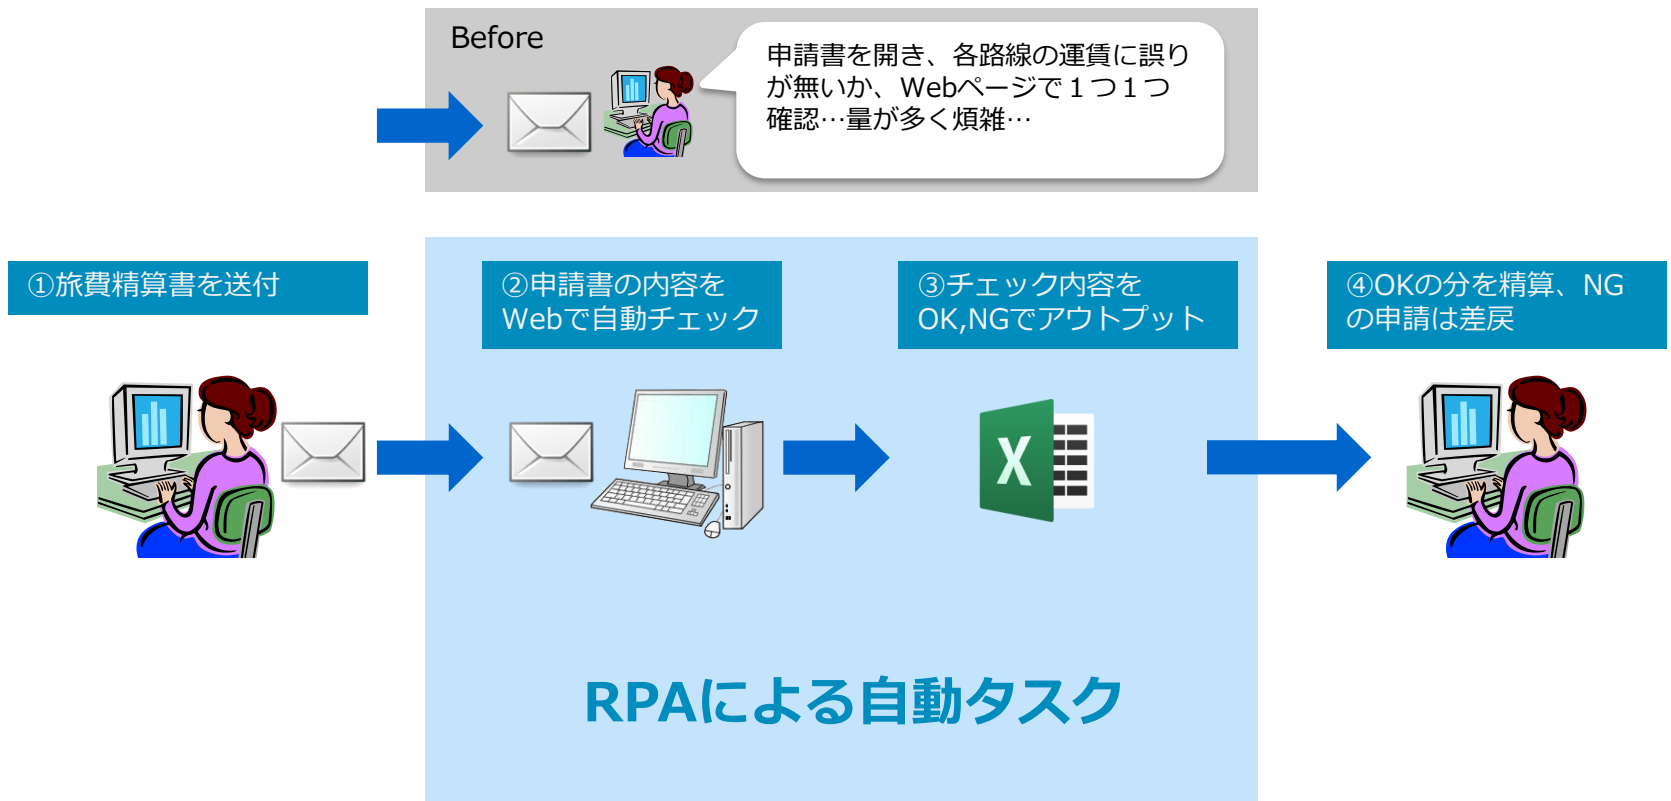 Before
申請書を開き、各路線の運賃に誤り
が無いか、Webページで１つ１つ
確認…量が多く煩雑…
①旅費精算書を送付
②申請書の内容を
Webで自動チェック
③チェック内容を
OK,NGでアウトプット
④OKの分を精算、NG
の申請は差戻
X
RPAによる自動タスク